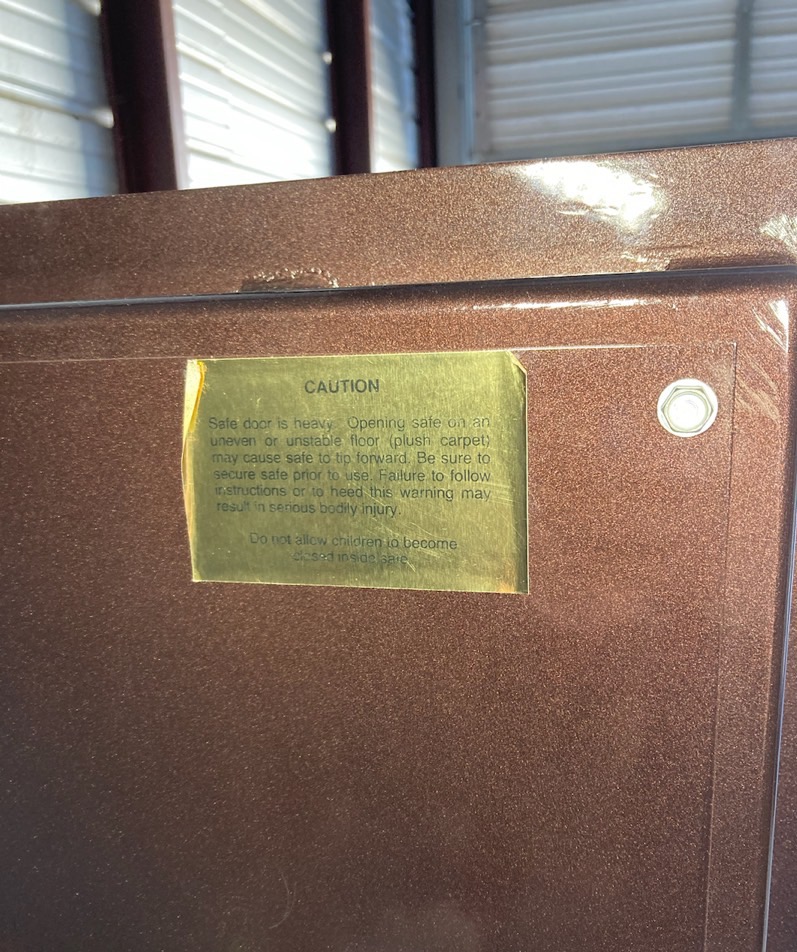 CAUTION
Safe door is heavy. Opening safe on an
uneven or unstable floor (plush carpet)
may cause safe to tip forward. Be sure to
secure safe prior to use. Failure to follow
instructions or to heed this warning may
result in serious bodily injury.
Do not allow children to become
closed inside safe.